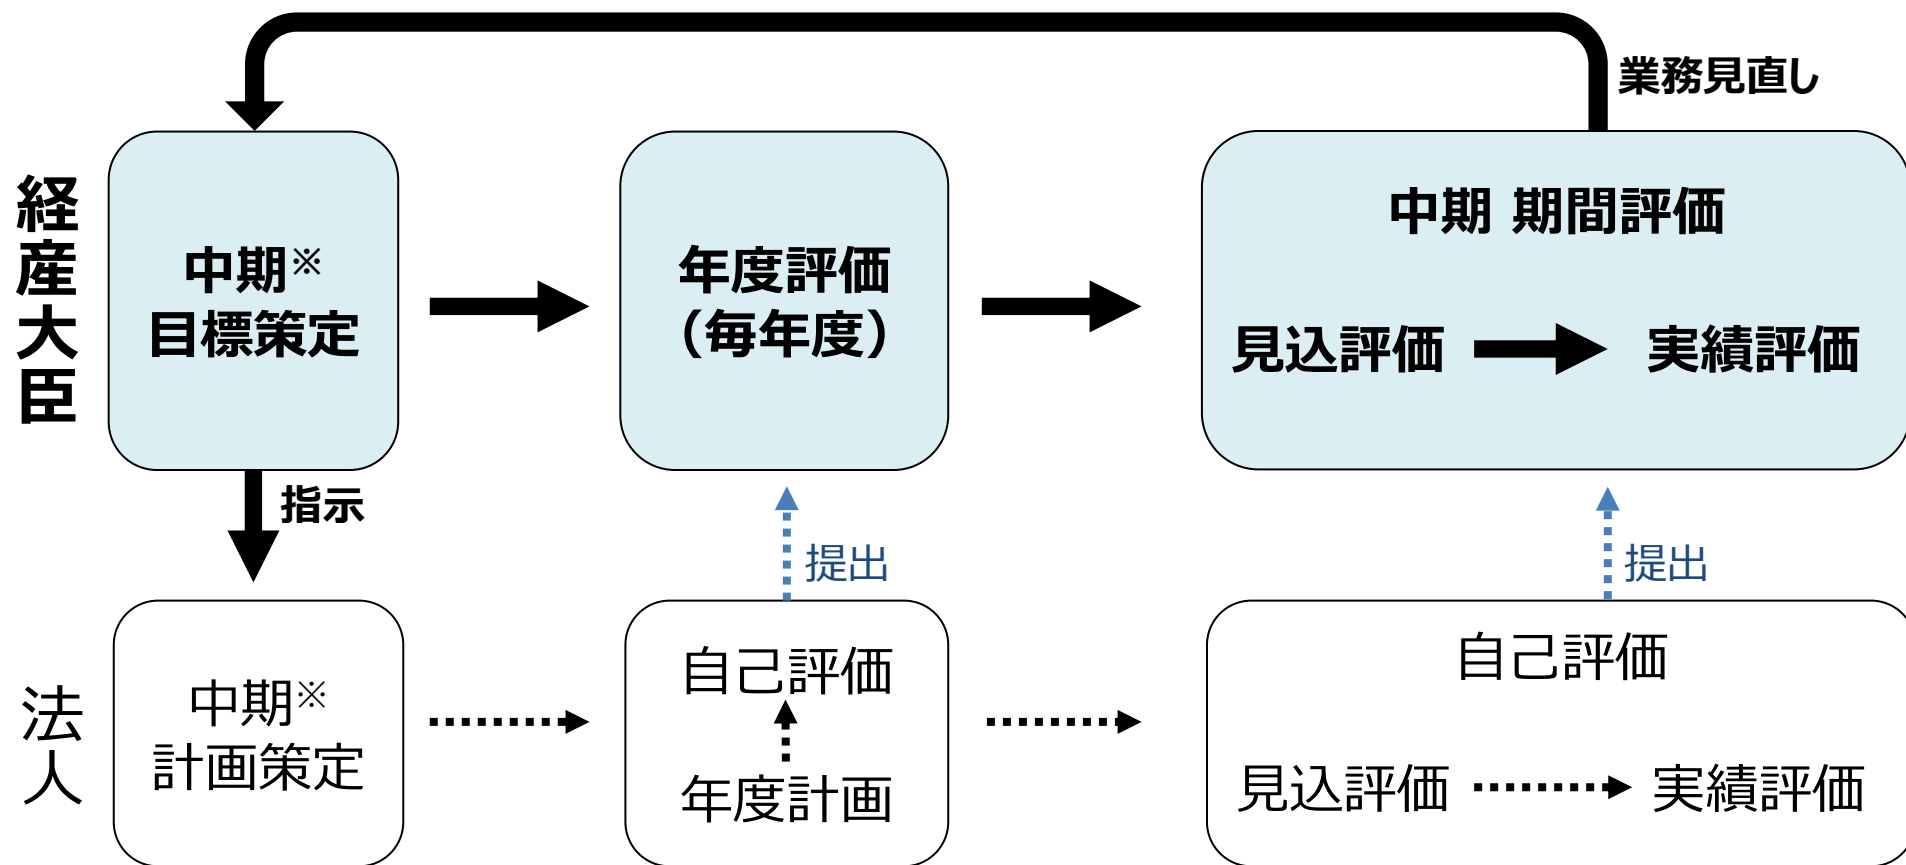 業務見直し
経産大臣
中期※
目標策定
年度評価
（毎年度）
中期 期間評価
見込評価
実績評価
指示
提出
提出
法人
中期※
計画策定
自己評価
年度計画
自己評価
見込評価
実績評価